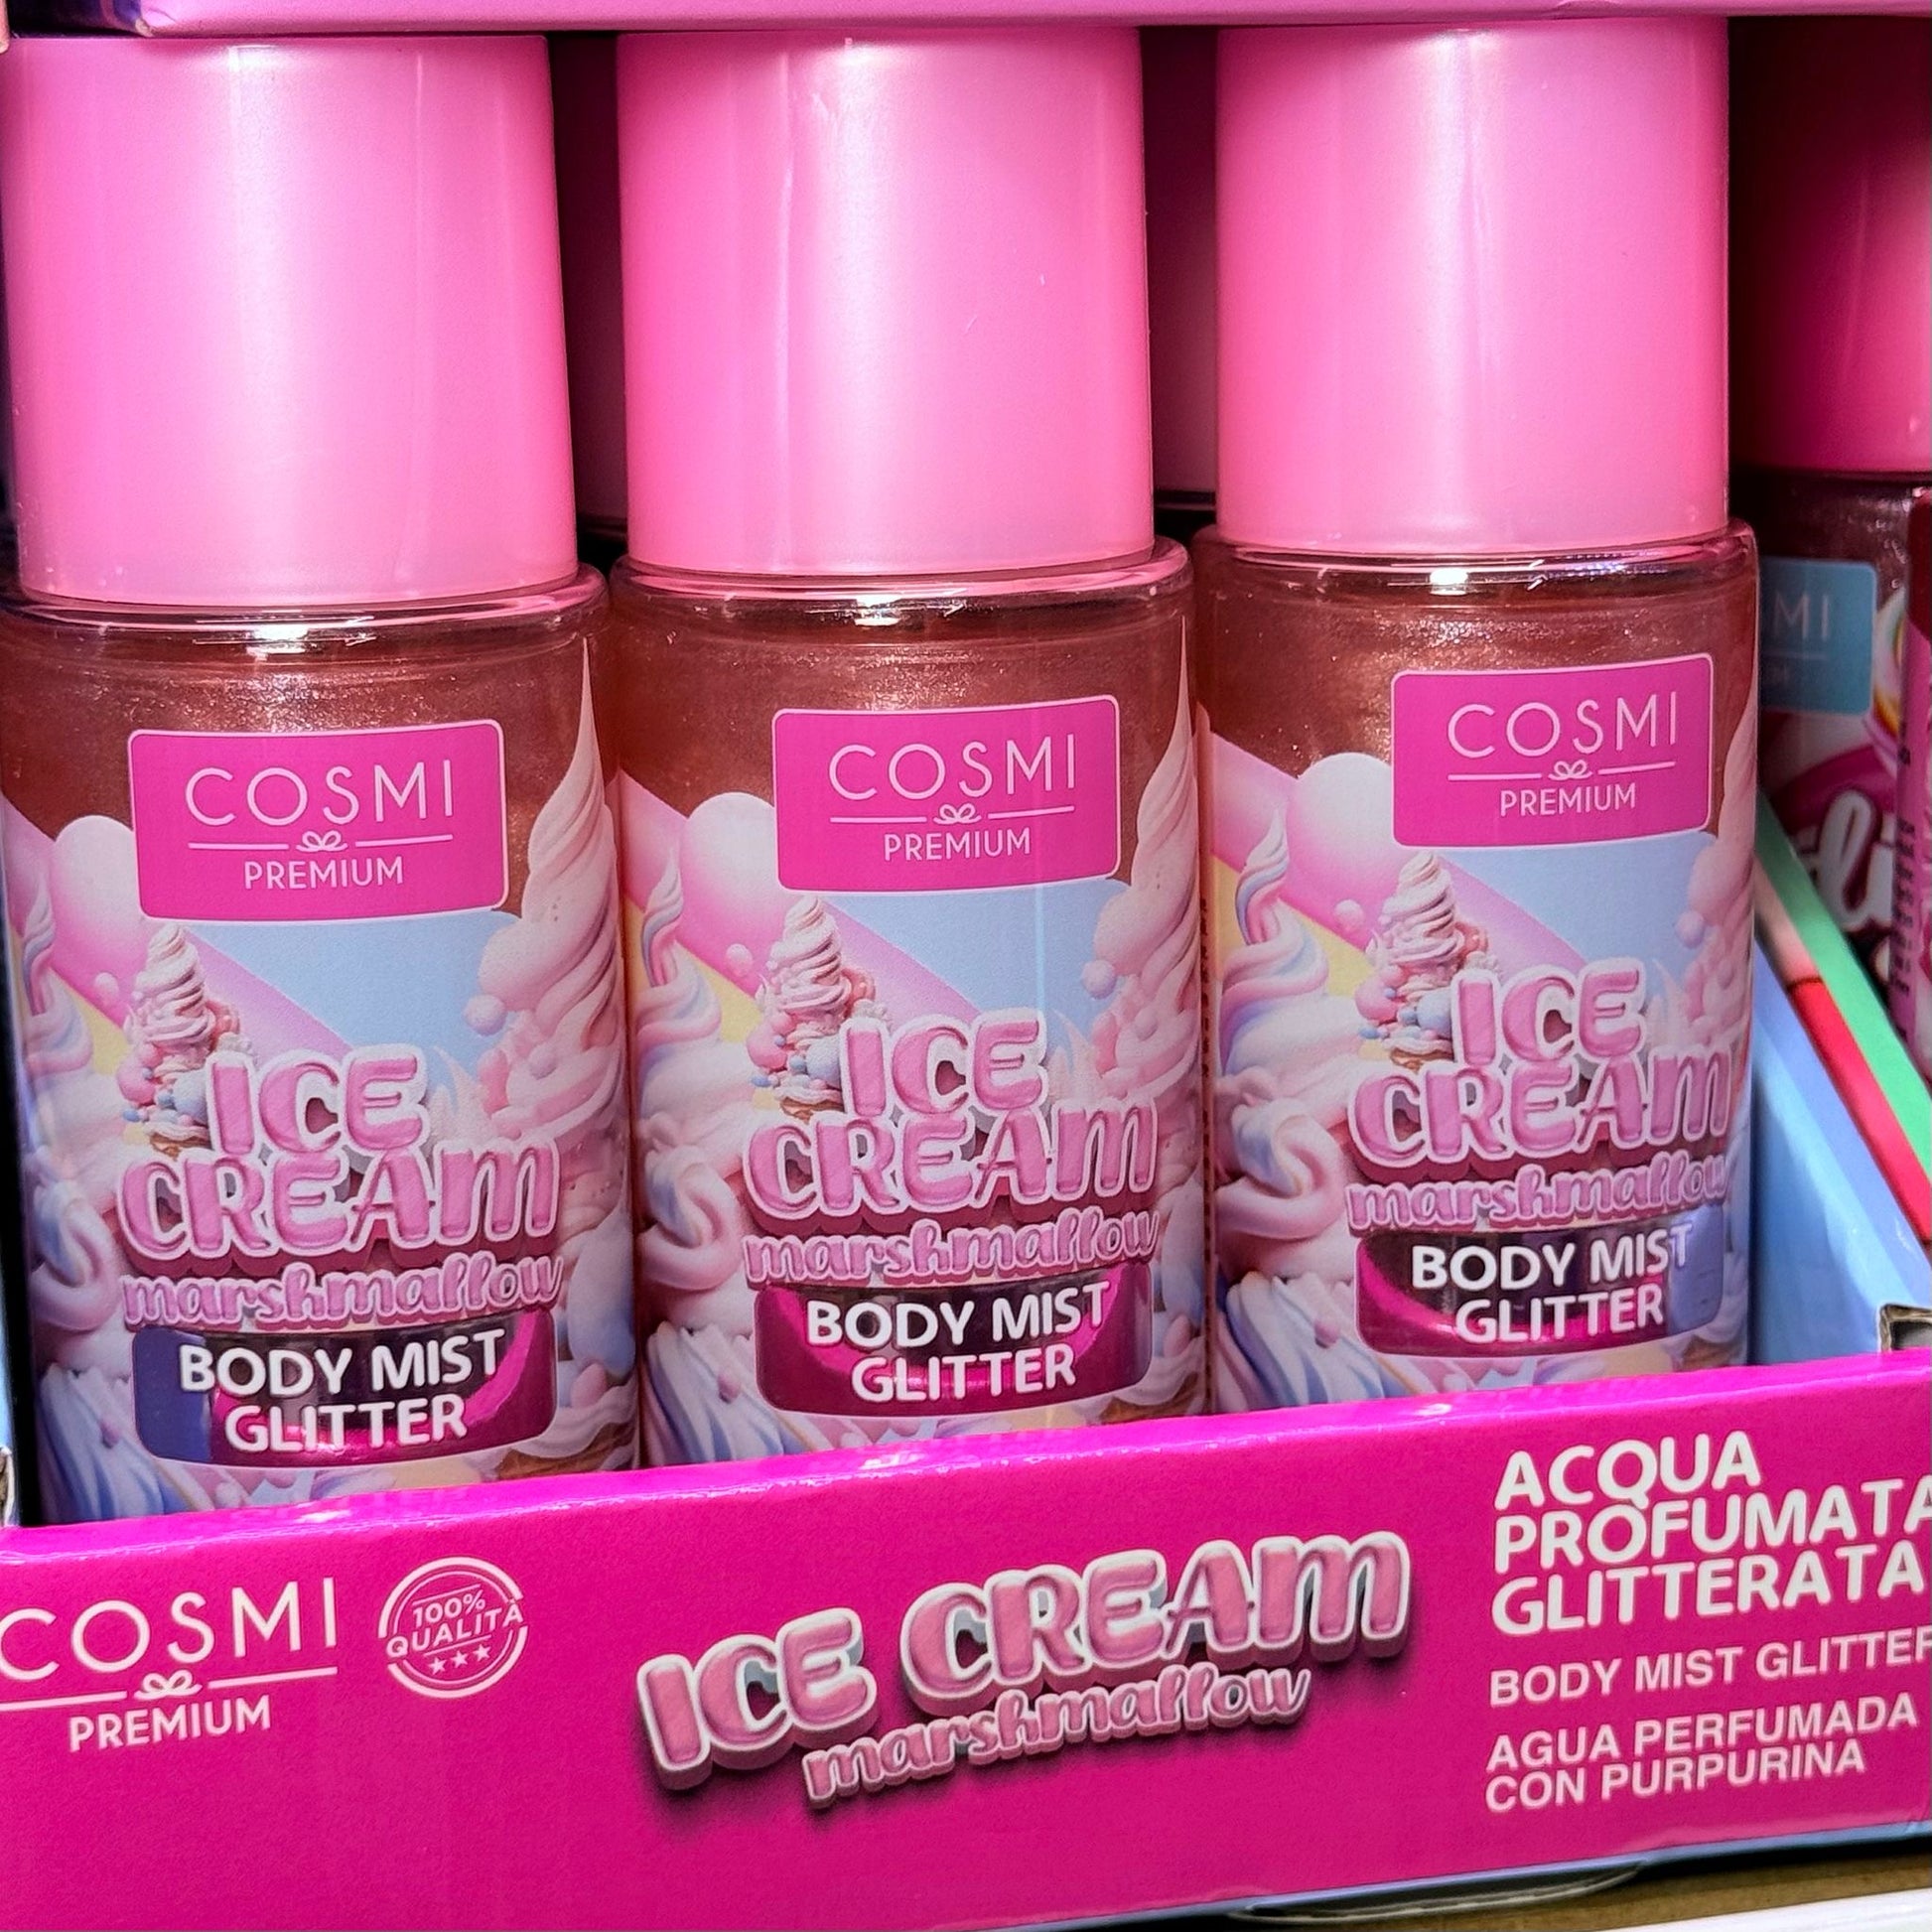 COSMI
PREMIUM
ICE
CREAM
marshmallow
BODY MIST
GLITTER
COSMI
PREMIUM
ICE
CREAM
marshmallow
BODY MIST
GLITTER
COSMI
PREMIUM
ICE
CREAM
marshmallow
BODY MIST
GLITTER
COSMI
PREMIUM
100%
QUALITÀ
ICE CREAM
marshmallow
ACQUA
PROFUMATA
GLITTERATA
BODY MIST GLITTER
AGUA PERFUMADA
CON PURPURINA